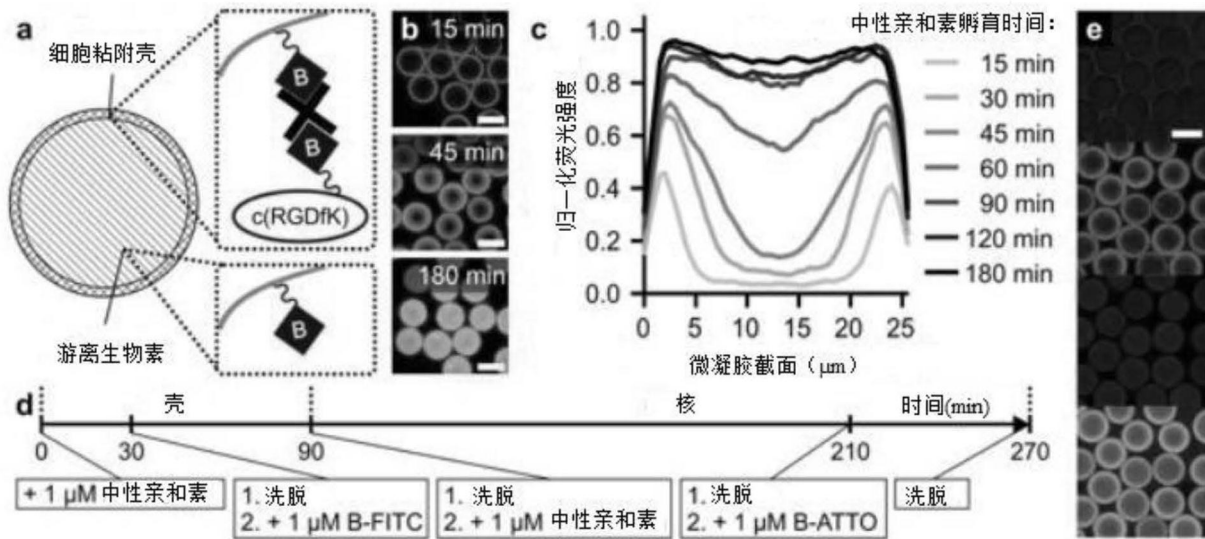 a
细胞粘附壳
B
B
c(RGDfK)
B
游离生物素
b
15 min
45 min
180 min
c
归一化荧光强度
1.0
0.8
0.6
0.4
0.2
0.0
0
5
10
15
20
25
微凝胶截面（μm）
中性亲和素孵育时间：
15 min
30 min
45 min
60 min
90 min
120 min
180 min
e
d
壳
核
时间(min)
0
30
90
210
270
+ 1 μM 中性亲和素
1. 洗脱
2. + 1 μM B-FITC
1. 洗脱
2. + 1 μM 中性亲和素
1. 洗脱
2. + 1 μM B-ATTO
洗脱